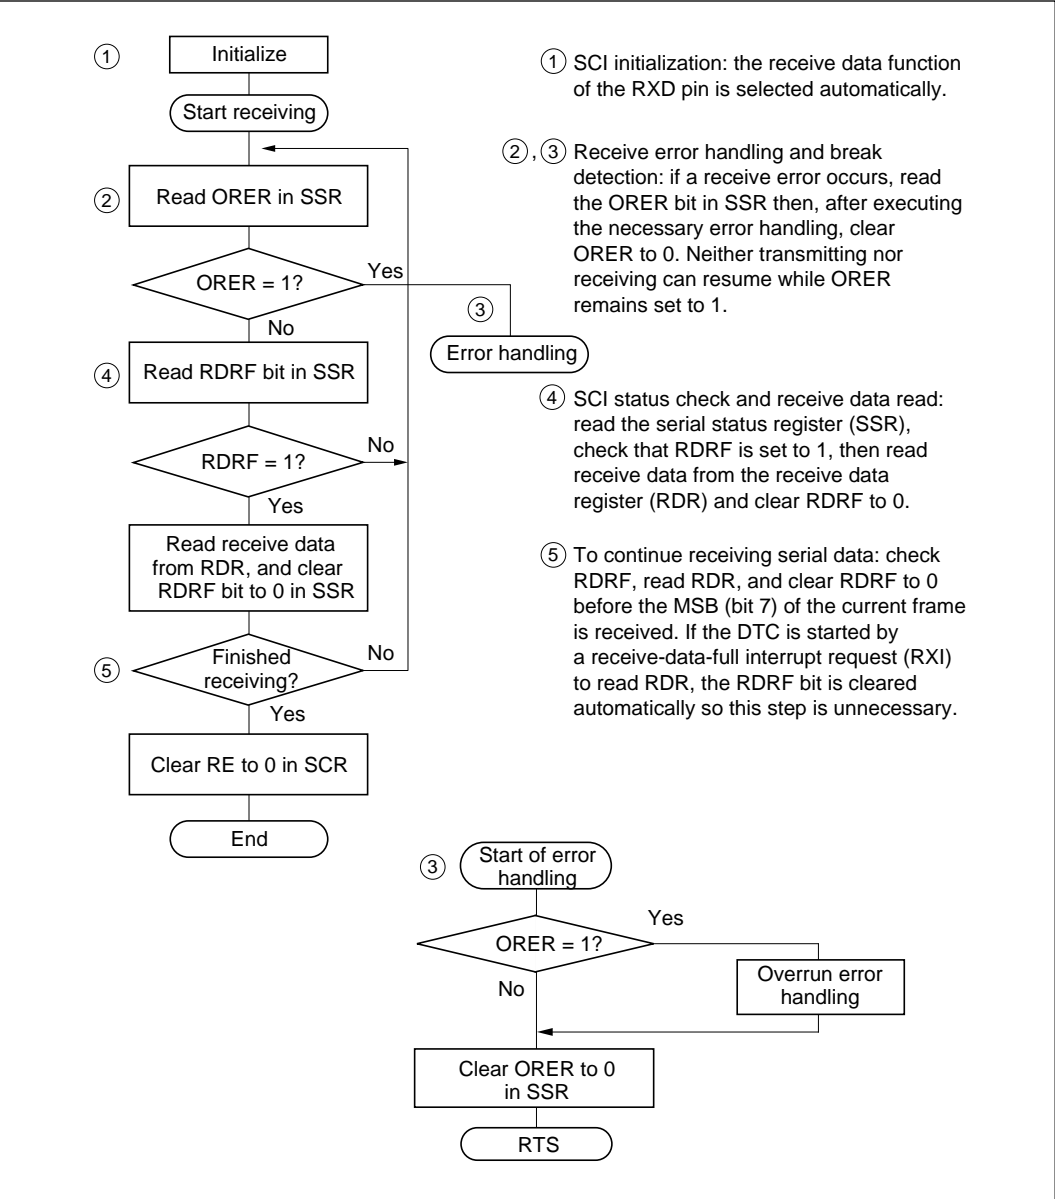 ① Initialize
Start receiving
② Read ORER in SSR
ORER = 1?
Yes
No
③
Error handling
④ Read RDRF bit in SSR
RDRF = 1?
No
Yes
Read receive data
from RDR, and clear
RDRF bit to 0 in SSR
⑤ Finished
receiving?
No
Yes
Clear RE to 0 in SCR
End
① SCI initialization: the receive data function
of the RXD pin is selected automatically.
②, ③ Receive error handling and break
detection: if a receive error occurs, read
the ORER bit in SSR then, after executing
the necessary error handling, clear
ORER to 0. Neither transmitting nor
receiving can resume while ORER
remains set to 1.
④ SCI status check and receive data read:
read the serial status register (SSR),
check that RDRF is set to 1, then read
receive data from the receive data
register (RDR) and clear RDRF to 0.
⑤ To continue receiving serial data: check
RDRF, read RDR, and clear RDRF to 0
before the MSB (bit 7) of the current frame
is received. If the DTC is started by
a receive-data-full interrupt request (RXI)
to read RDR, the RDRF bit is cleared
automatically so this step is unnecessary.
③ Start of error
handling
ORER = 1?
Yes
No
Overrun error
handling
Clear ORER to 0
in SSR
RTS